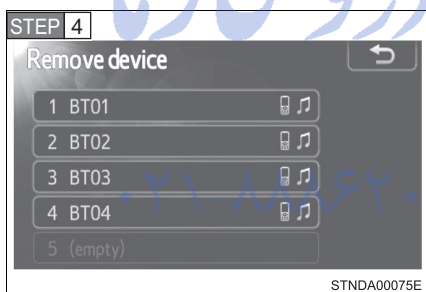 STEP 4
Remove device
1 BT01
2 BT02
3 BT03
4 BT04
5 (empty)
STNDA00075E